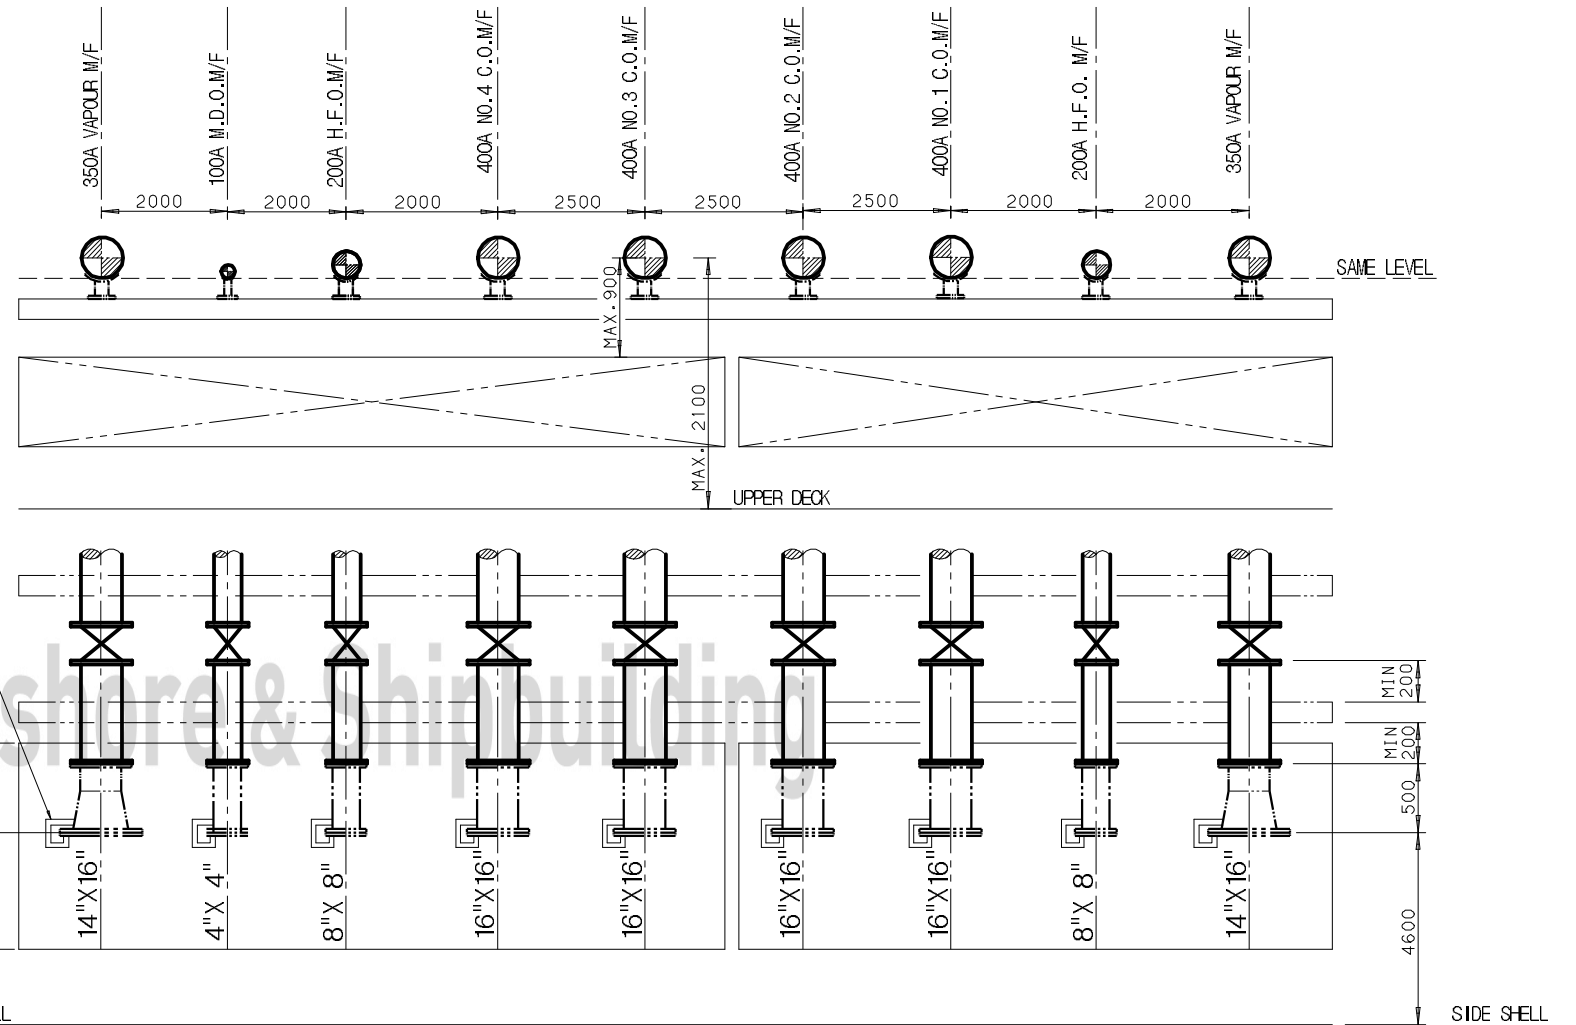 350A VAPOUR M/F
100A M.D.O.M/F
200A H.F.O.M/F
400A NO.4 C.O.M/F
400A NO.3 C.O.M/F
400A NO.2 C.O.M/F
400A NO.1 C.O.M/F
200A H.F.O. M/F
350A VAPOUR M/F
2000
2000
2000
2500
2500
2500
2000
2000
SAME LEVEL
MAX.900
MAX. 2100
UPPER DECK
shore & Shipbuilding
MIN
200
MIN
200
500
4600
14"X16"
4"X 4"
8"X 8"
16"X16"
16"X16"
16"X16"
16"X16"
8"X 8"
14"X16"
SIDE SHELL